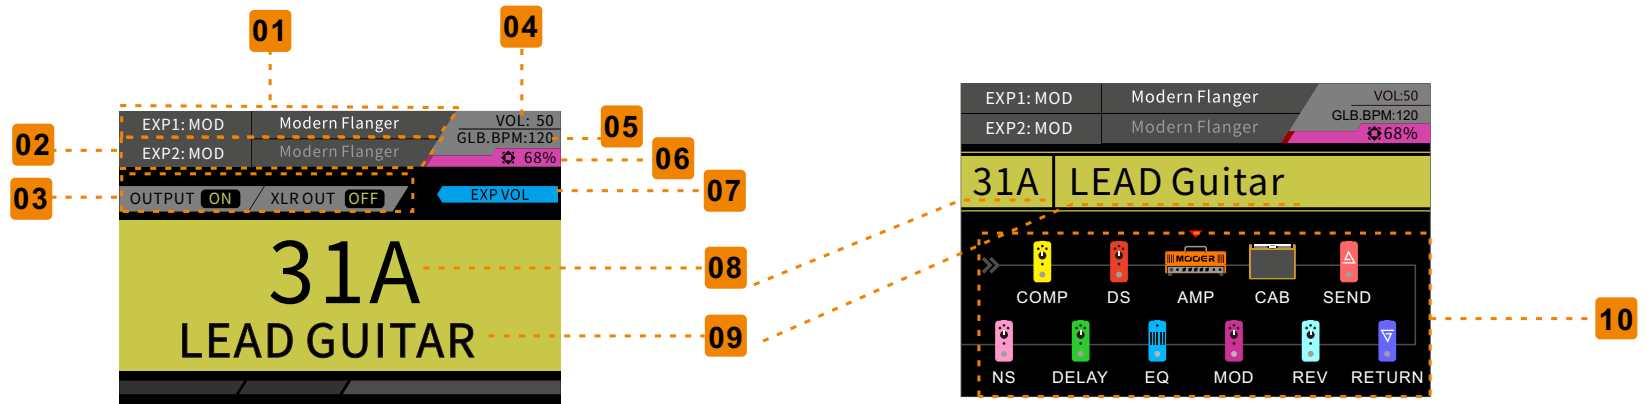 01
04
02
05
06
03
07
08
09
10
EXP1: MOD Modern Flanger VOL: 50
GLB.BPM:120
EXP2: MOD Modern Flanger 68%
OUTPUT ON XLR OUT OFF EXP VOL
31A
LEAD GUITAR
EXP1: MOD Modern Flanger VOL:50
GLB.BPM:120
EXP2: MOD Modern Flanger 68%
31A LEAD Guitar
MOOER
COMP DS AMP CAB SEND
NS DELAY EQ MOD REV RETURN